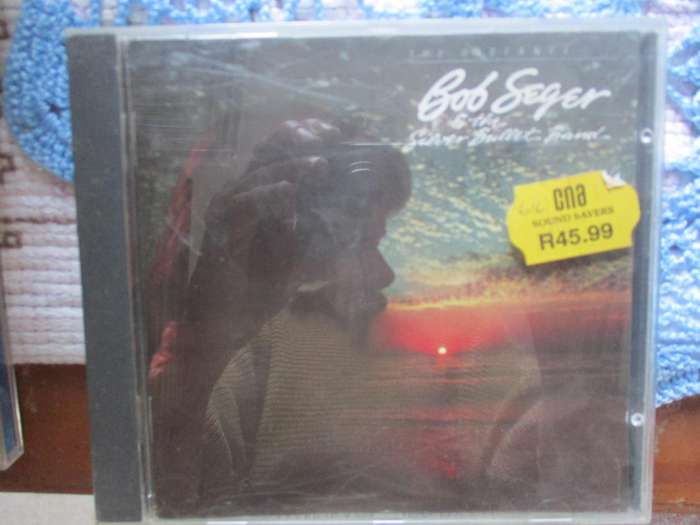 THE DISTANCE
Bob Seger
& the
Silver Bullet Band
cna
SOUND SAVERS
R45.99